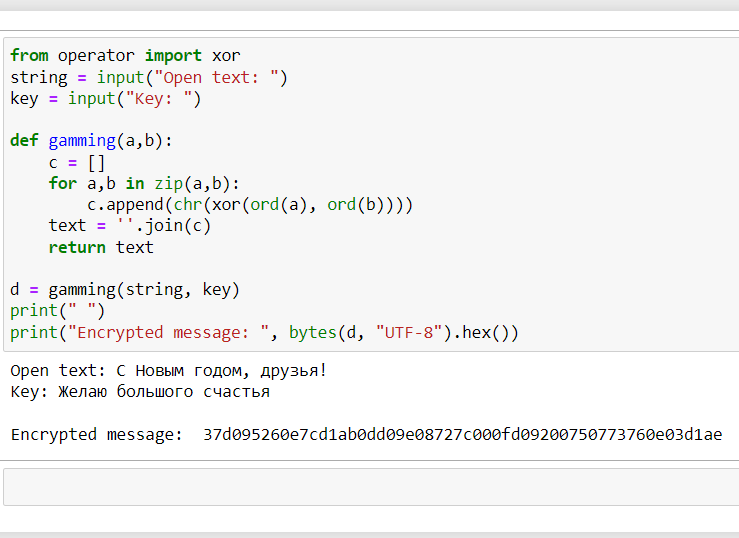 from operator import xor
string = input("Open text: ")
key = input("Key: ")
def gamming(a,b):
    c = []
    for a,b in zip(a,b):
        c.append(chr(xor(ord(a), ord(b))))
    text = ''.join(c)
    return text
d = gamming(string, key)
print(" ")
print("Encrypted message: ", bytes(d, "UTF-8").hex())
Open text: С Новым годом, друзья!
Key: Желаю большого счастья
Encrypted message:  37d095260e7cd1ab0dd09e08727c000fd09200750773760e03d1ae